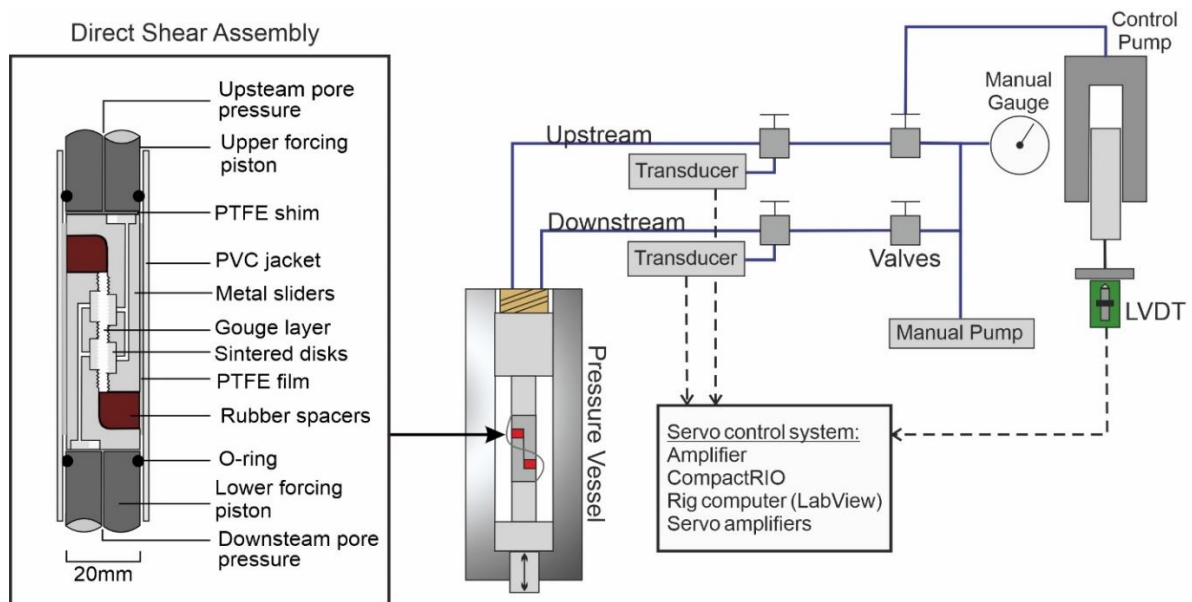 Direct Shear Assembly
Upsteam pore
pressure
Upper forcing
piston
PTFE shim
PVC jacket
Metal sliders
Gouge layer
Sintered disks
PTFE film
Rubber spacers
O-ring
Lower forcing
piston
Downsteam pore
pressure
20mm
Upstream
Transducer
Downstream
Transducer
Valves
Manual
Gauge
Control
Pump
LVDT
Manual Pump
Pressure Vessel
Servo control system:
Amplifier
CompactRIO
Rig computer (LabView)
Servo amplifiers